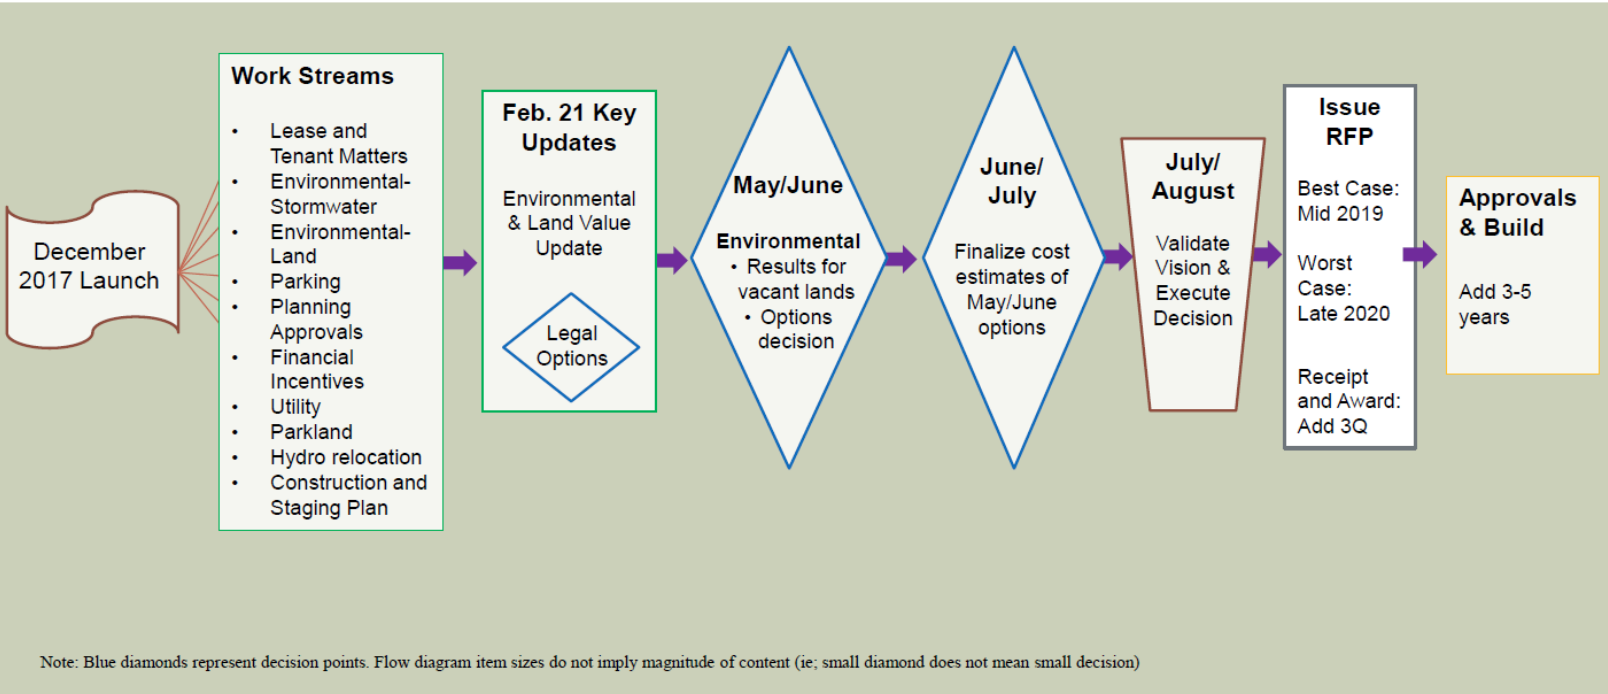 December
2017 Launch
Work Streams
• Lease and
Tenant Matters
• Environmental-
Stormwater
• Environmental-
Land
• Parking
• Planning
Approvals
• Financial
Incentives
• Utility
• Parkland
• Hydro relocation
• Construction and
Staging Plan
Feb. 21 Key
Updates
Environmental
& Land Value
Update
Legal
Options
May/June
Environmental
• Results for
vacant lands
• Options
decision
June/
July
Finalize cost
estimates of
May/June
options
July/
August
Validate
Vision &
Execute
Decision
Issue
RFP
Best Case:
Mid 2019
Worst
Case:
Late 2020
Receipt
and Award:
Add 3Q
Approvals
& Build
Add 3-5
years
Note: Blue diamonds represent decision points. Flow diagram item sizes do not imply magnitude of content (ie; small diamond does not mean small decision)